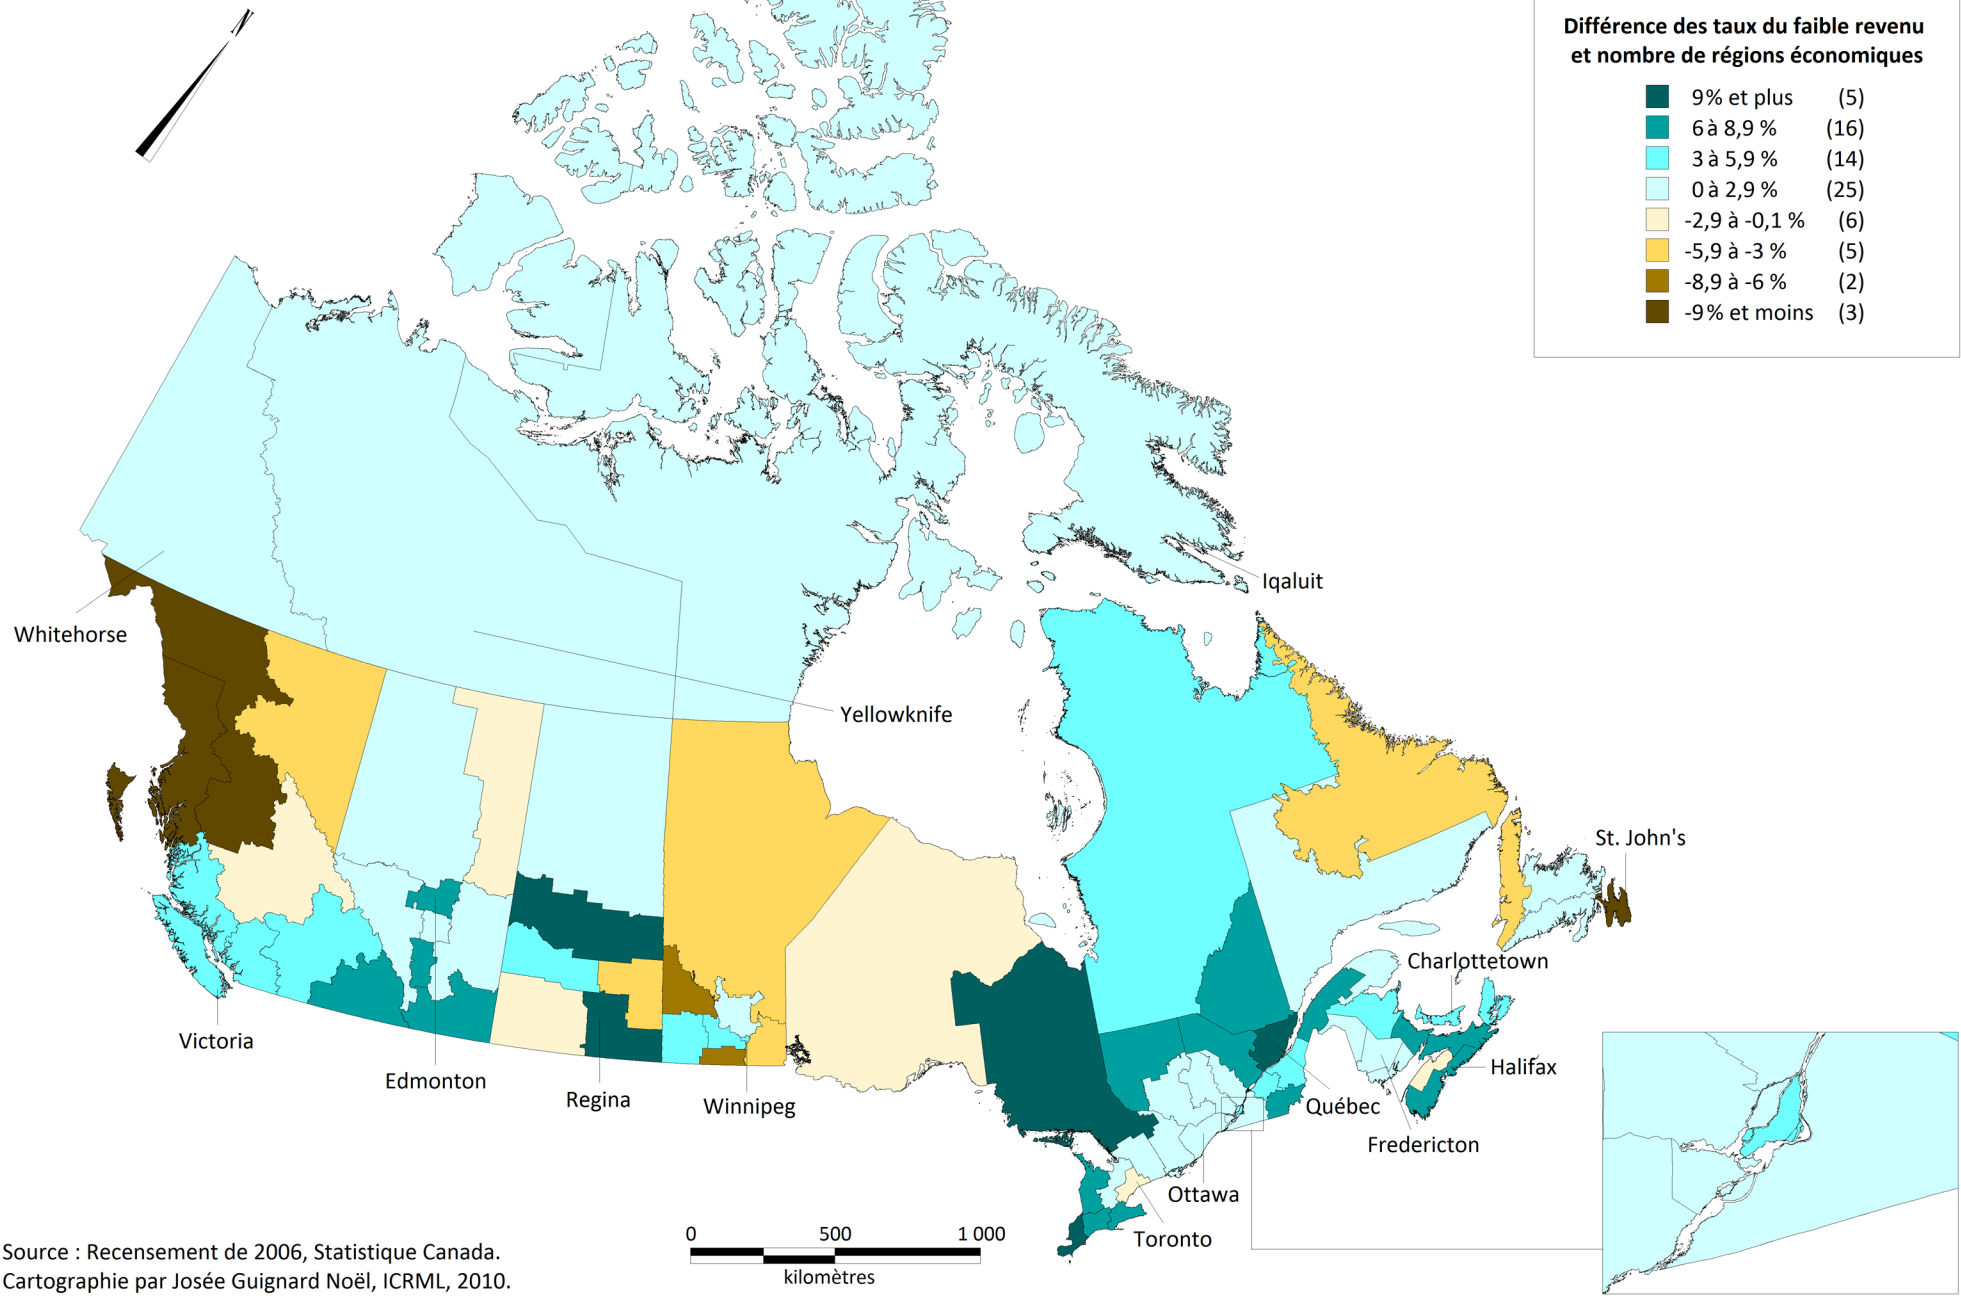 Différence des taux du faible revenu
et nombre de régions économiques
9% et plus (5)
6 à 8,9 % (16)
3 à 5,9 % (14)
0 à 2,9 % (25)
-2,9 à -0,1 % (6)
-5,9 à -3 % (5)
-8,9 à -6 % (2)
-9% et moins (3)
Iqaluit
Whitehorse
Yellowknife
St. John's
Charlottetown
Victoria
Halifax
Edmonton
Regina
Winnipeg
Québec
Fredericton
Ottawa
Toronto
0 500 1 000
kilomètres
Source : Recensement de 2006, Statistique Canada.
Cartographie par Josée Guignard Noël, ICRML, 2010.